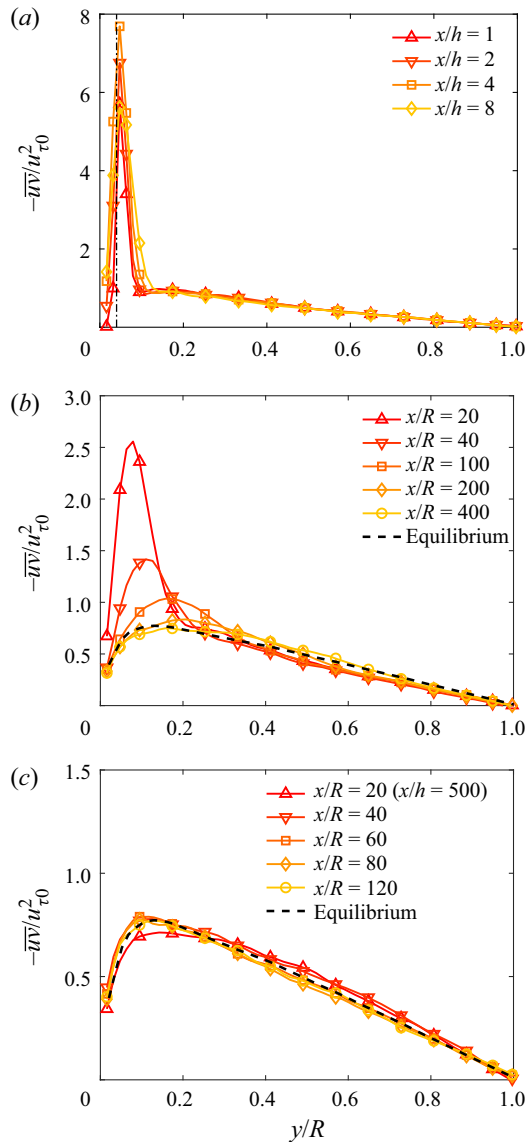 (a)
8
6
4
2
0
0.2
0.4
0.6
0.8
1.0
−u̅v̅/u²τ0
x/h = 1
x/h = 2
x/h = 4
x/h = 8
(b)
3.0
2.5
2.0
1.5
1.0
0.5
0
0.2
0.4
0.6
0.8
1.0
−u̅v̅/u²τ0
x/R = 20
x/R = 40
x/R = 100
x/R = 200
x/R = 400
Equilibrium
(c)
1.5
1.0
0.5
0
0.2
0.4
0.6
0.8
1.0
−u̅v̅/u²τ0
x/R = 20 (x/h = 500)
x/R = 40
x/R = 60
x/R = 80
x/R = 120
Equilibrium
y/R